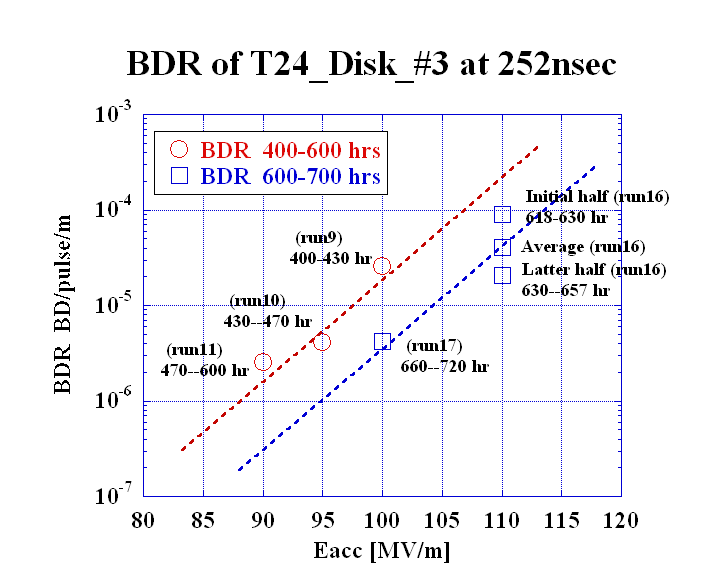 BDR of T24_Disk_#3 at 252nsec
10-3
BDR 400-600 hrs
BDR 600-700 hrs
Initial half (run16)
618-630 hr
10-4
(run9)
400-430 hr
Average (run16)
Latter half (run16)
630--657 hr
BDR BD/pulse/m
(run10)
430--470 hr
10-5
(run11)
470--600 hr
(run17)
660--720 hr
10-6
10-7
80 85 90 95 100 105 110 115 120
Eacc [MV/m]